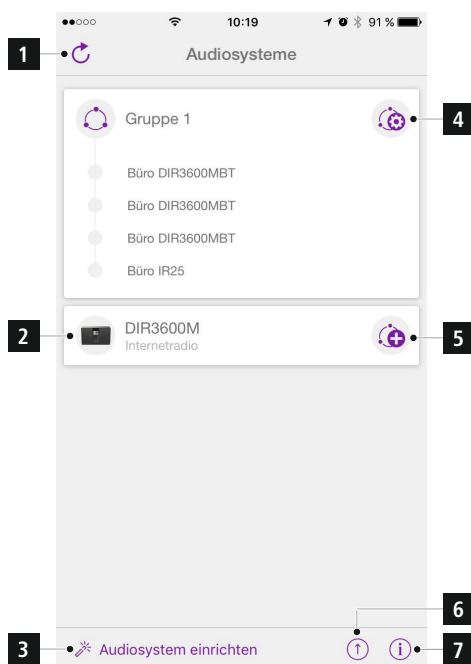 10:19
91 %
1
Audiosysteme
Gruppe 1
4
Büro DIR3600MBT
Büro DIR3600MBT
Büro DIR3600MBT
Büro IR25
2
DIR3600M
Internetradio
5
6
3
Audiosystem einrichten
7